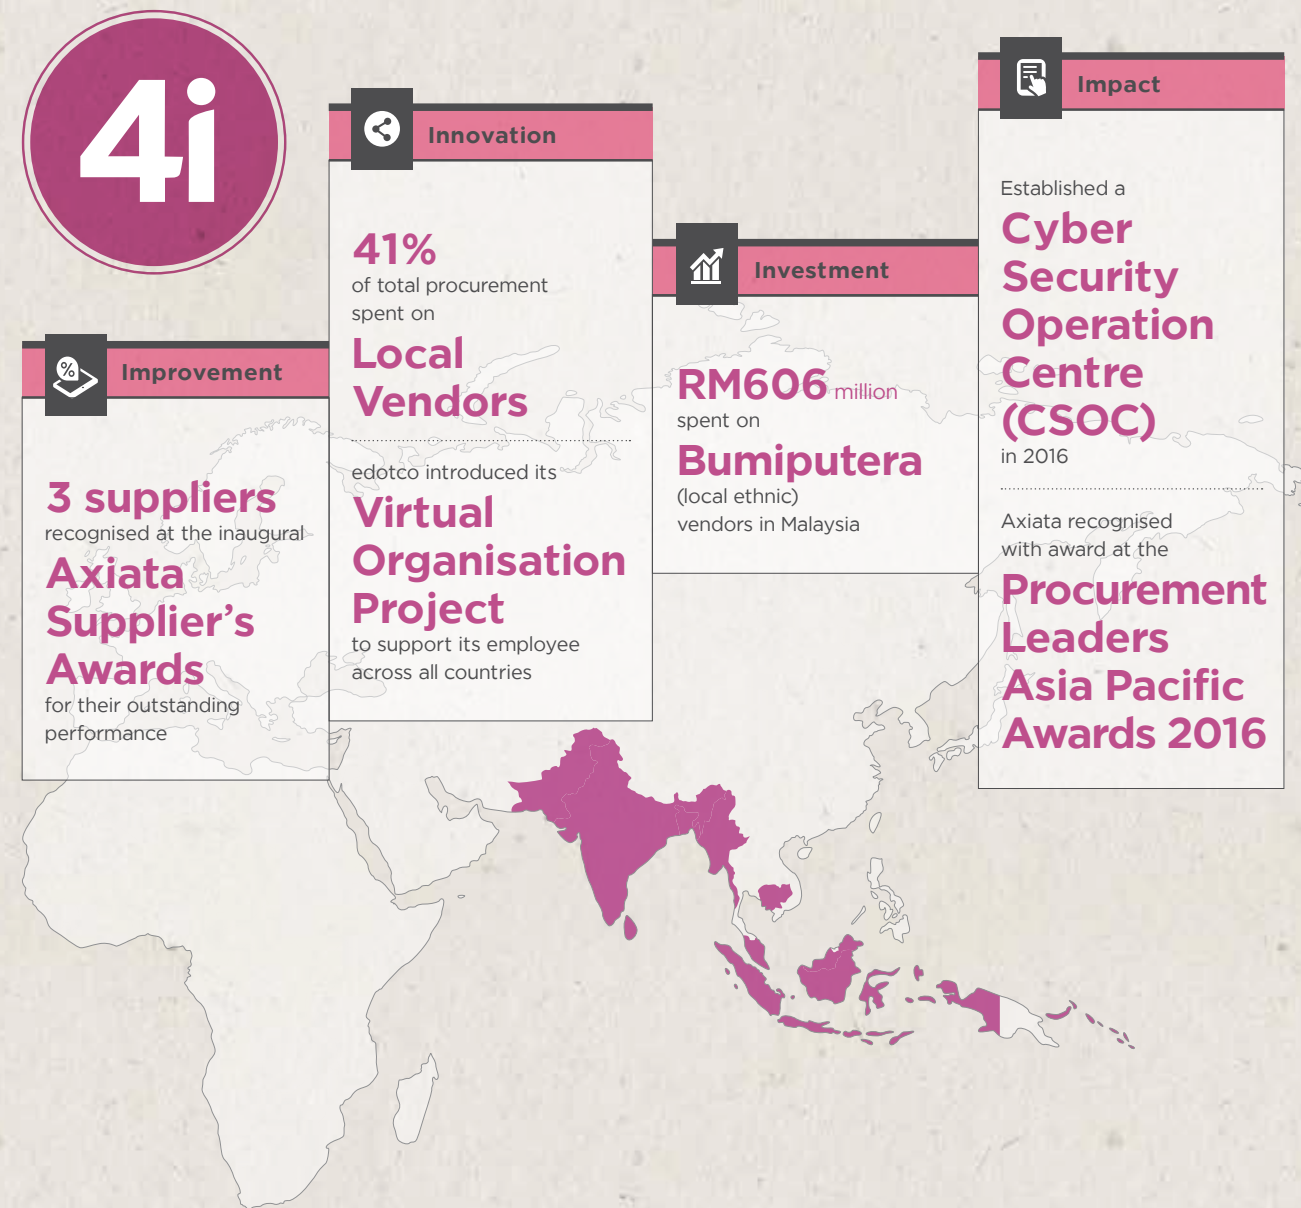 4i
Improvement
%
3 suppliers
recognised at the inaugural
Axiata
Supplier’s
Awards
for their outstanding
performance
Innovation
41%
of total procurement
spent on
Local
Vendors
edotco introduced its
Virtual
Organisation
Project
to support its employee
across all countries
Investment
RM606 million
spent on
Bumiputera
(local ethnic)
vendors in Malaysia
Impact
Established a
Cyber
Security
Operation
Centre
(CSOC)
in 2016
Axiata recognised
with award at the
Procurement
Leaders
Asia Pacific
Awards 2016